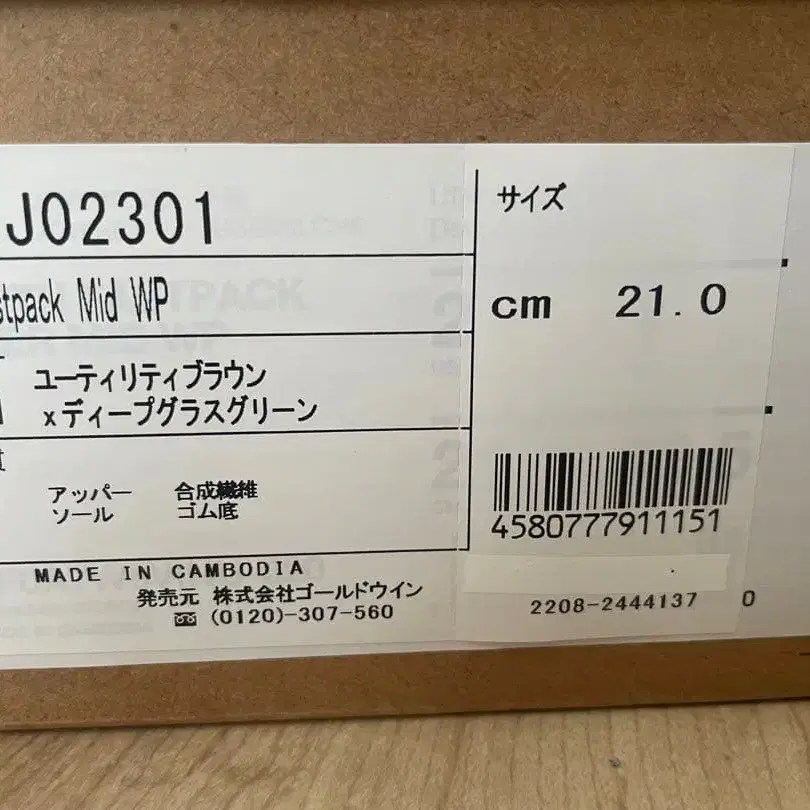 J02301
stpack Mid WP
ユーティリティブラウン
xディープグラスグリーン
アッパー 合成繊維
ソール ゴム底
MADE IN CAMBODIA
発売元 株式会社ゴールドウイン
(0120)-307-560
サイズ
cm 21.0
4580777911151
2208-2444137 0